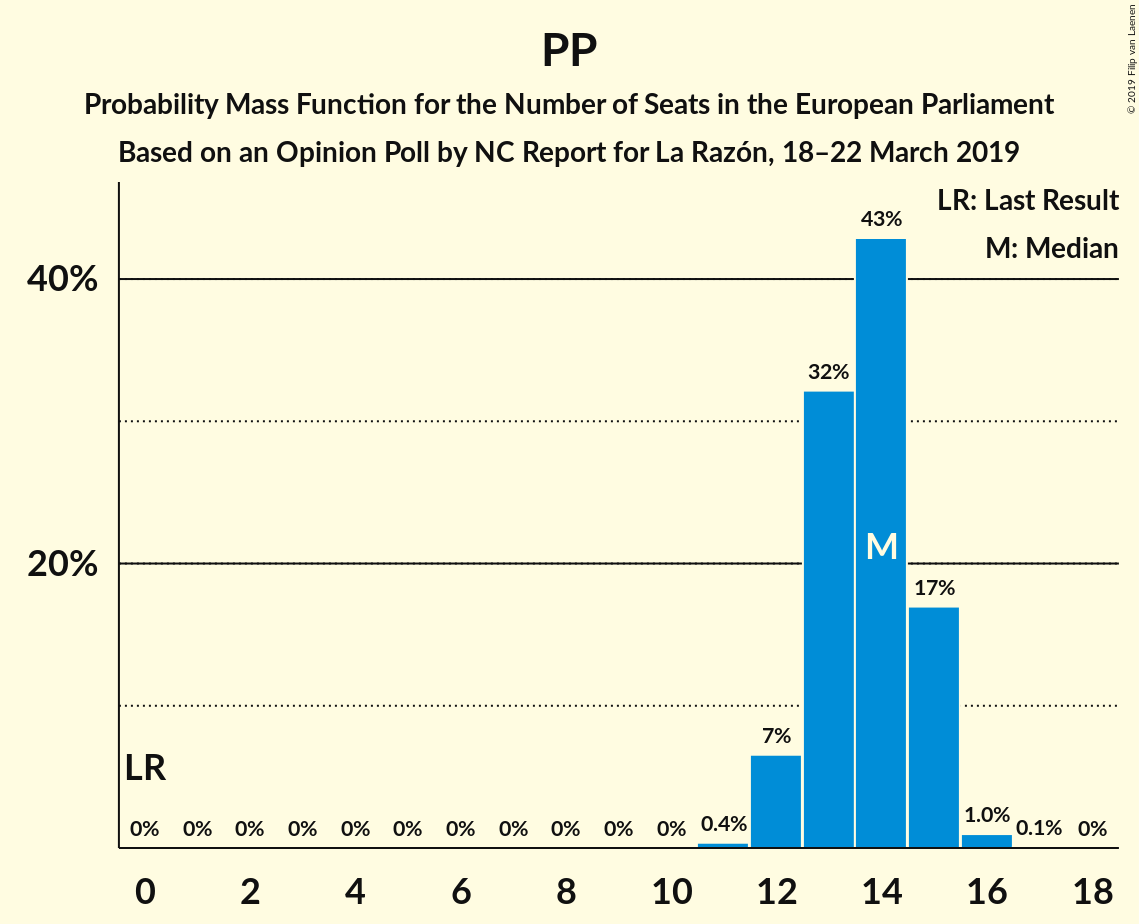 PP
Probability Mass Function for the Number of Seats in the European Parliament
Based on an Opinion Poll by NC Report for La Razón, 18–22 March 2019
© 2019 Filip van Laenen
LR: Last Result
M: Median
43%
40%
32%
M
20%
17%
7%
LR
0% 0% 0% 0% 0% 0% 0% 0% 0% 0% 0% 0.4% 1.0% 0.1% 0%
0 2 4 6 8 10 12 14 16 18